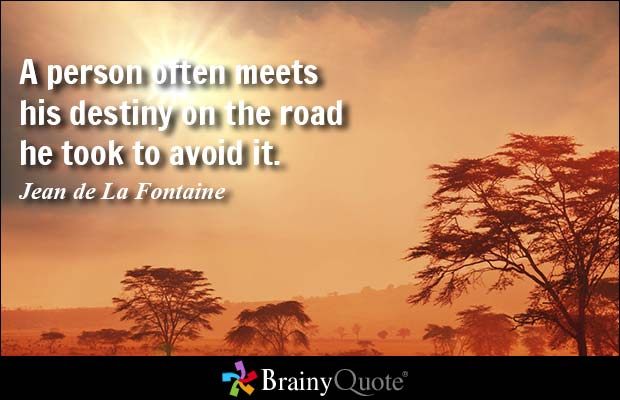 A person often meets
his destiny on the road
he took to avoid it.
Jean de La Fontaine
BrainyQuote®